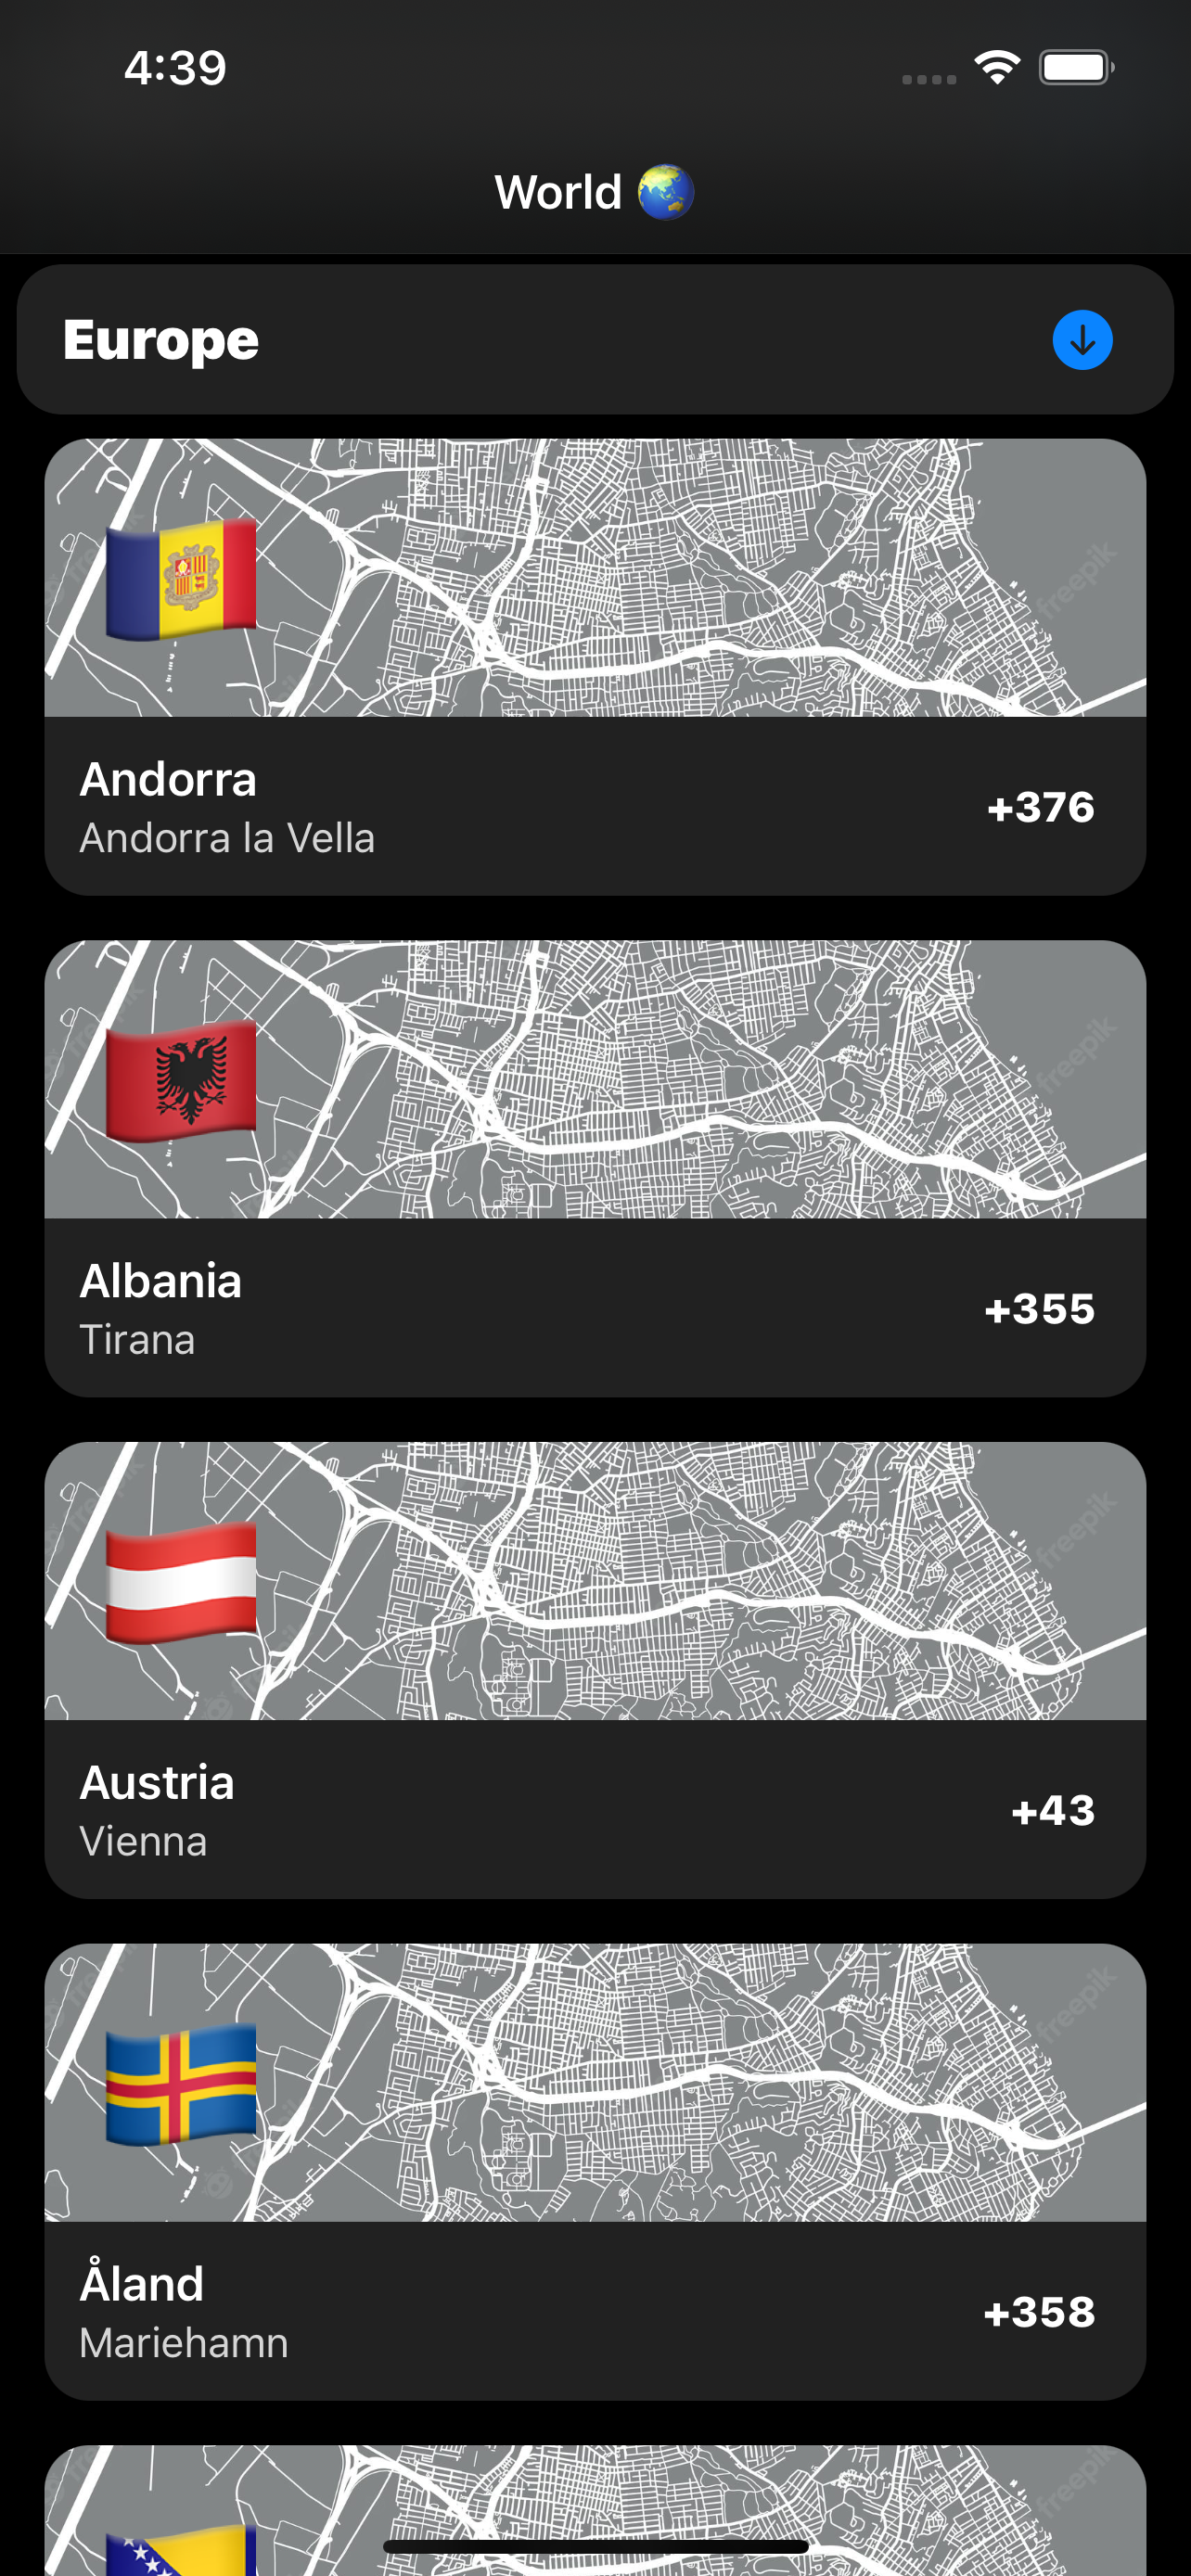 4:39
World
Europe
freepik
Andorra
Andorra la Vella
+376
freepik
Albania
Tirana
+355
freepik
Austria
Vienna
+43
freepik
Åland
Mariehamn
+358
freepik